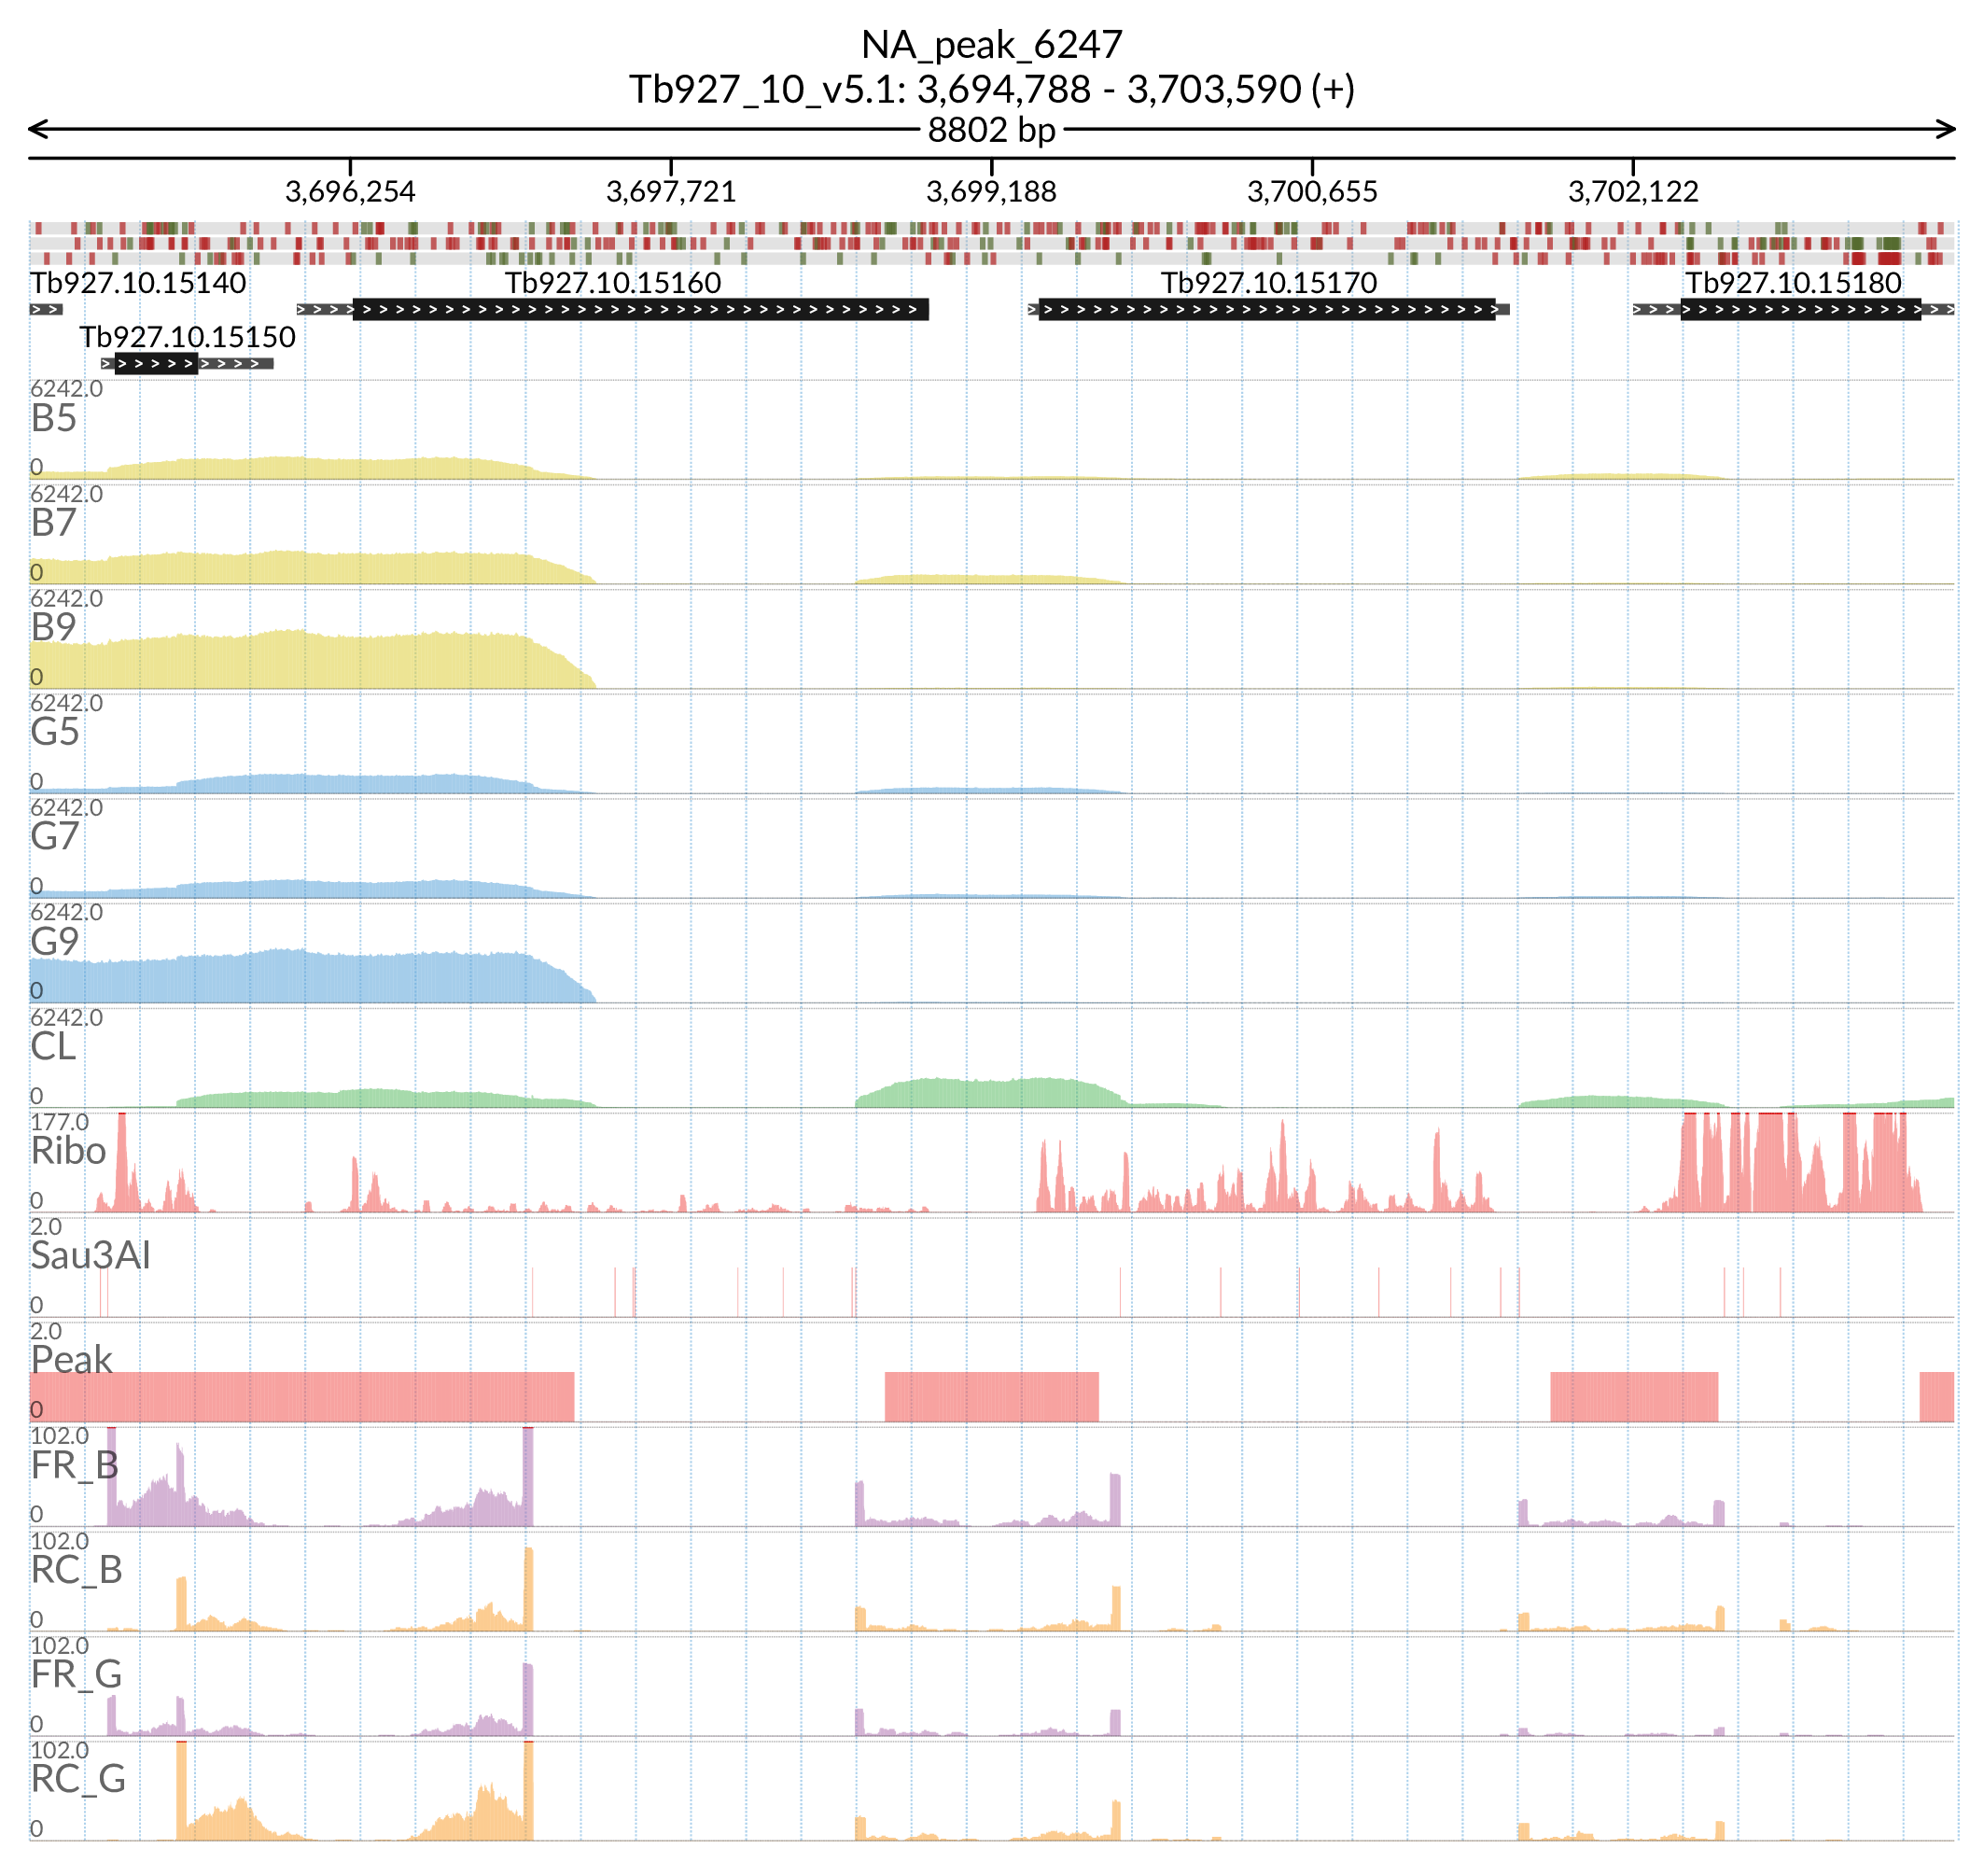 NA_peak_6247
Tb927_10_v5.1: 3,694,788 - 3,703,590 (+)
8802 bp
3,696,254 3,697,721 3,699,188 3,700,655 3,702,122
Tb927.10.15140 Tb927.10.15160 Tb927.10.15170 Tb927.10.15180
Tb927.10.15150
6242.0
B5
0
6242.0
B7
0
6242.0
B9
0
6242.0
G5
0
6242.0
G7
0
6242.0
G9
0
6242.0
CL
0
177.0
Ribo
0
2.0
Sau3AI
0
2.0
Peak
0
102.0
FR_B
0
102.0
RC_B
0
102.0
FR_G
0
102.0
RC_G
0